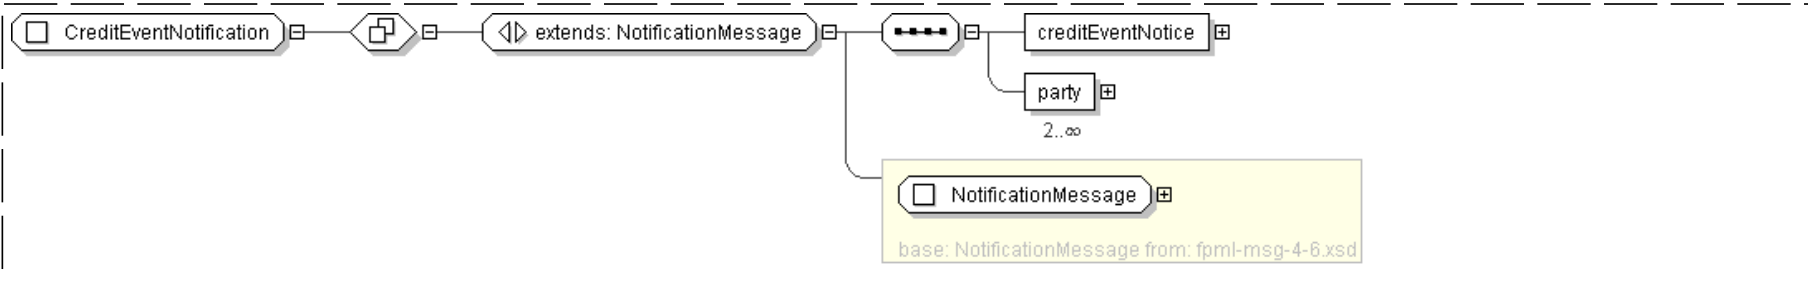 CreditEventNotification
extends: NotificationMessage
creditEventNotice
party
2..∞
NotificationMessage
base: NotificationMessage from: fpml-msg-4-6.xsd